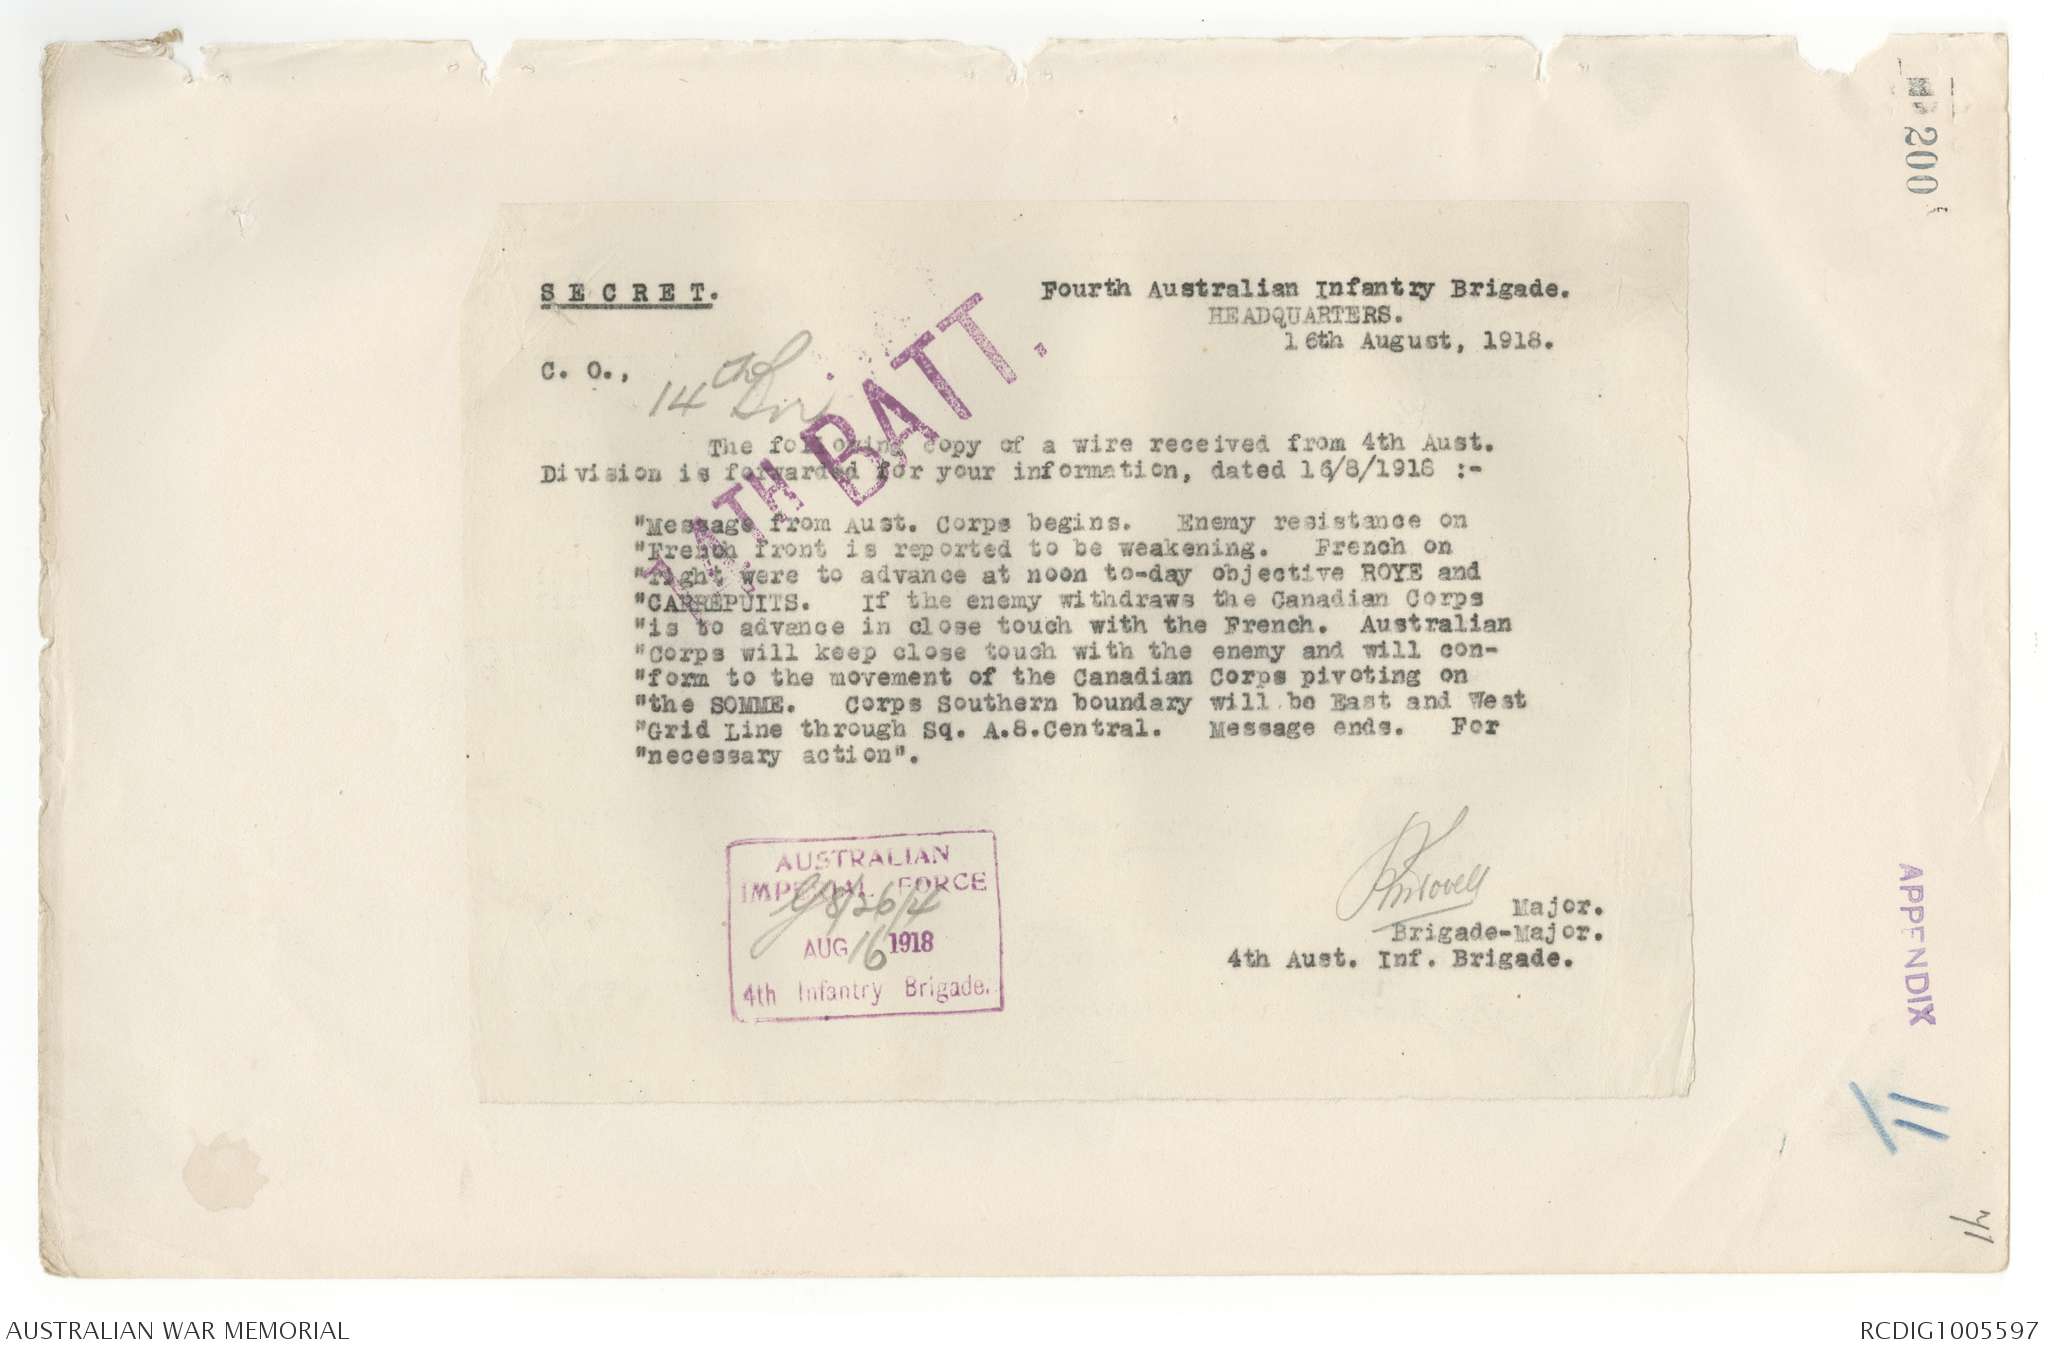 200
S E C R E T.
Fourth Australian Infantry Brigade.
HEADQUARTERS.
16th August, 1918.
C. O.,
14th
14TH BATT.
The following copy of a wire received from 4th Aust.
Division is forwarded for your information, dated 16/8/1918 :-
"Message from Aust. Corps begins. Enemy resistance on
"French front is reported to be weakening. French on
"right were to advance at noon to-day objective ROYE and
"CARREPUITS. If the enemy withdraws the Canadian Corps
"is to advance in close touch with the French. Australian
"Corps will keep close touch with the enemy and will con-
"form to the movement of the Canadian Corps pivoting on
"the SOMME. Corps Southern boundary will be East and West
"Grid Line through Sq. A.8.Central. Message ends. For
"necessary action".
AUSTRALIAN
IMPERIAL FORCE
G8/26/4
AUG 16 1918
4th Infantry Brigade.
Major.
Brigade-Major.
4th Aust. Inf. Brigade.
APPENDIX
11
71
AUSTRALIAN WAR MEMORIAL
RCDIG1005597